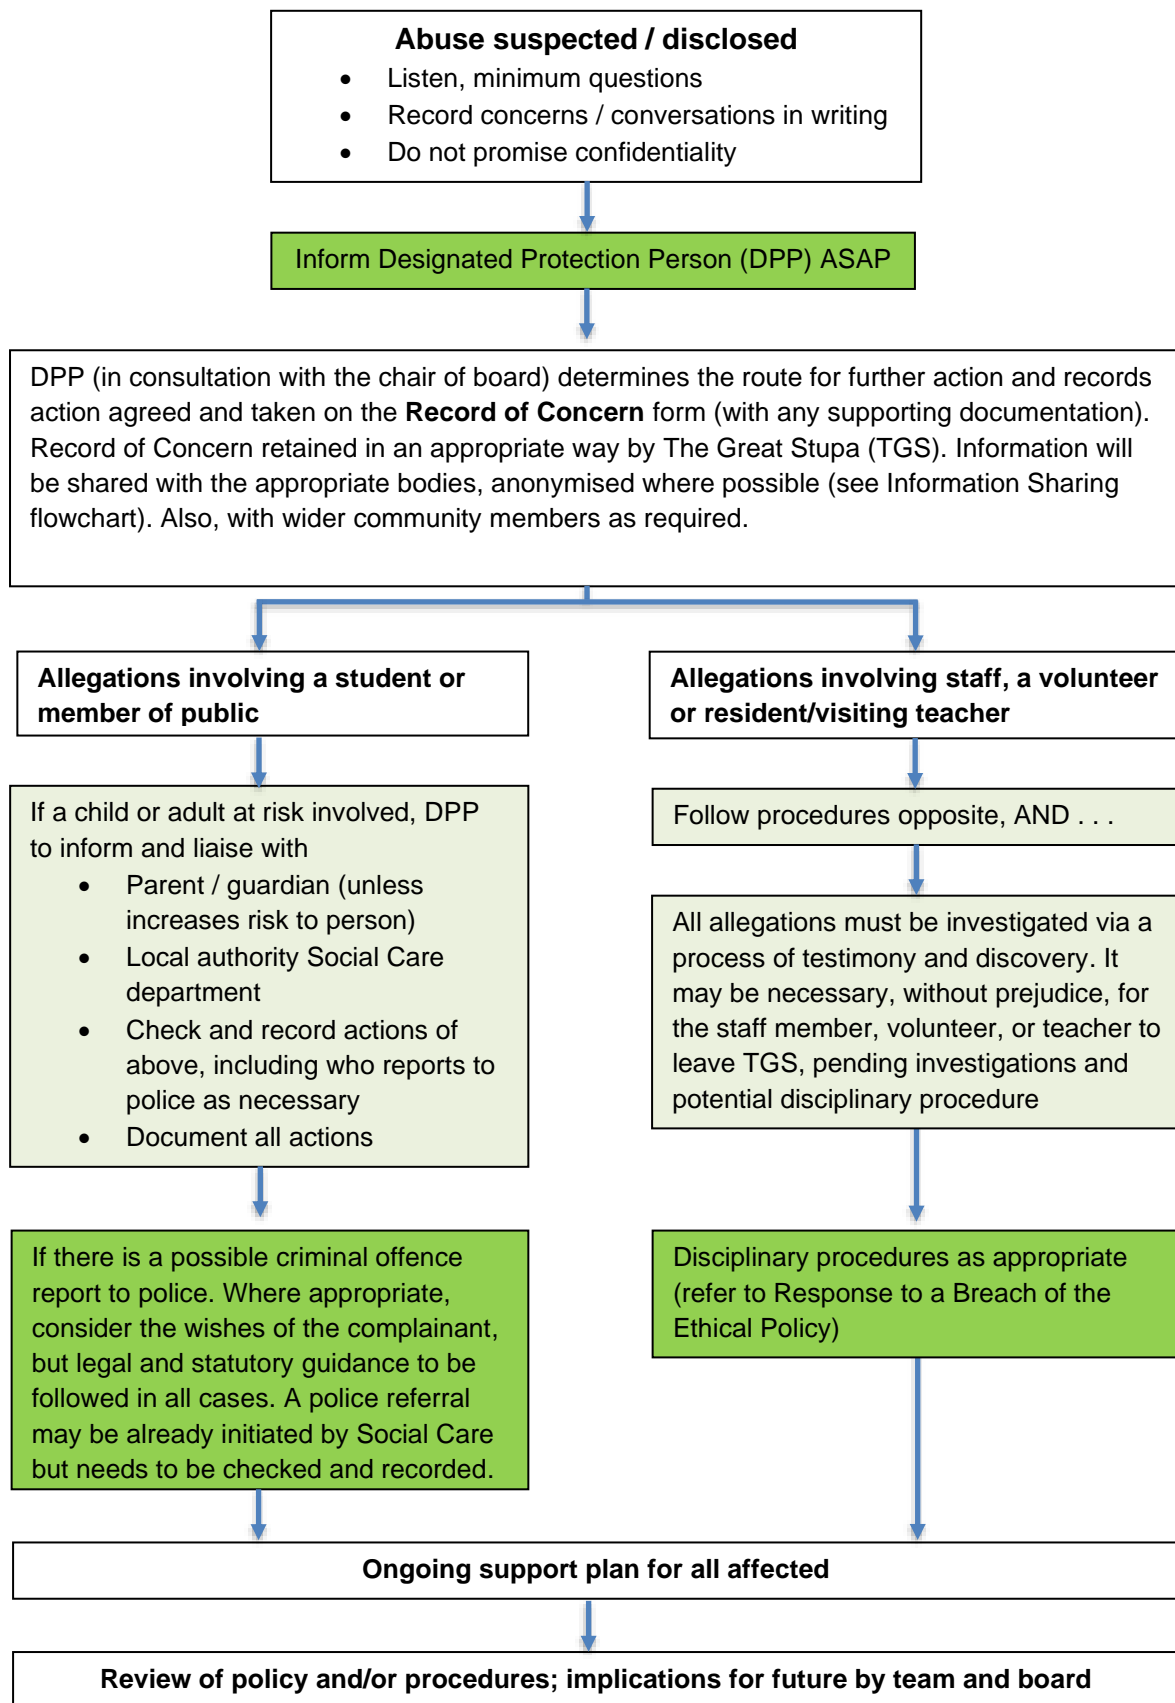 Abuse suspected / disclosed
• Listen, minimum questions
• Record concerns / conversations in writing
• Do not promise confidentiality
Inform Designated Protection Person (DPP) ASAP
DPP (in consultation with the chair of board) determines the route for further action and records
action agreed and taken on the Record of Concern form (with any supporting documentation).
Record of Concern retained in an appropriate way by The Great Stupa (TGS). Information will
be shared with the appropriate bodies, anonymised where possible (see Information Sharing
flowchart). Also, with wider community members as required.
Allegations involving a student or
member of public
If a child or adult at risk involved, DPP
to inform and liaise with
• Parent / guardian (unless
increases risk to person)
• Local authority Social Care
department
• Check and record actions of
above, including who reports to
police as necessary
• Document all actions
If there is a possible criminal offence
report to police. Where appropriate,
consider the wishes of the complainant,
but legal and statutory guidance to be
followed in all cases. A police referral
may be already initiated by Social Care
but needs to be checked and recorded.
Allegations involving staff, a volunteer
or resident/visiting teacher
Follow procedures opposite, AND . . .
All allegations must be investigated via a
process of testimony and discovery. It
may be necessary, without prejudice, for
the staff member, volunteer, or teacher to
leave TGS, pending investigations and
potential disciplinary procedure
Disciplinary procedures as appropriate
(refer to Response to a Breach of the
Ethical Policy)
Ongoing support plan for all affected
Review of policy and/or procedures; implications for future by team and board